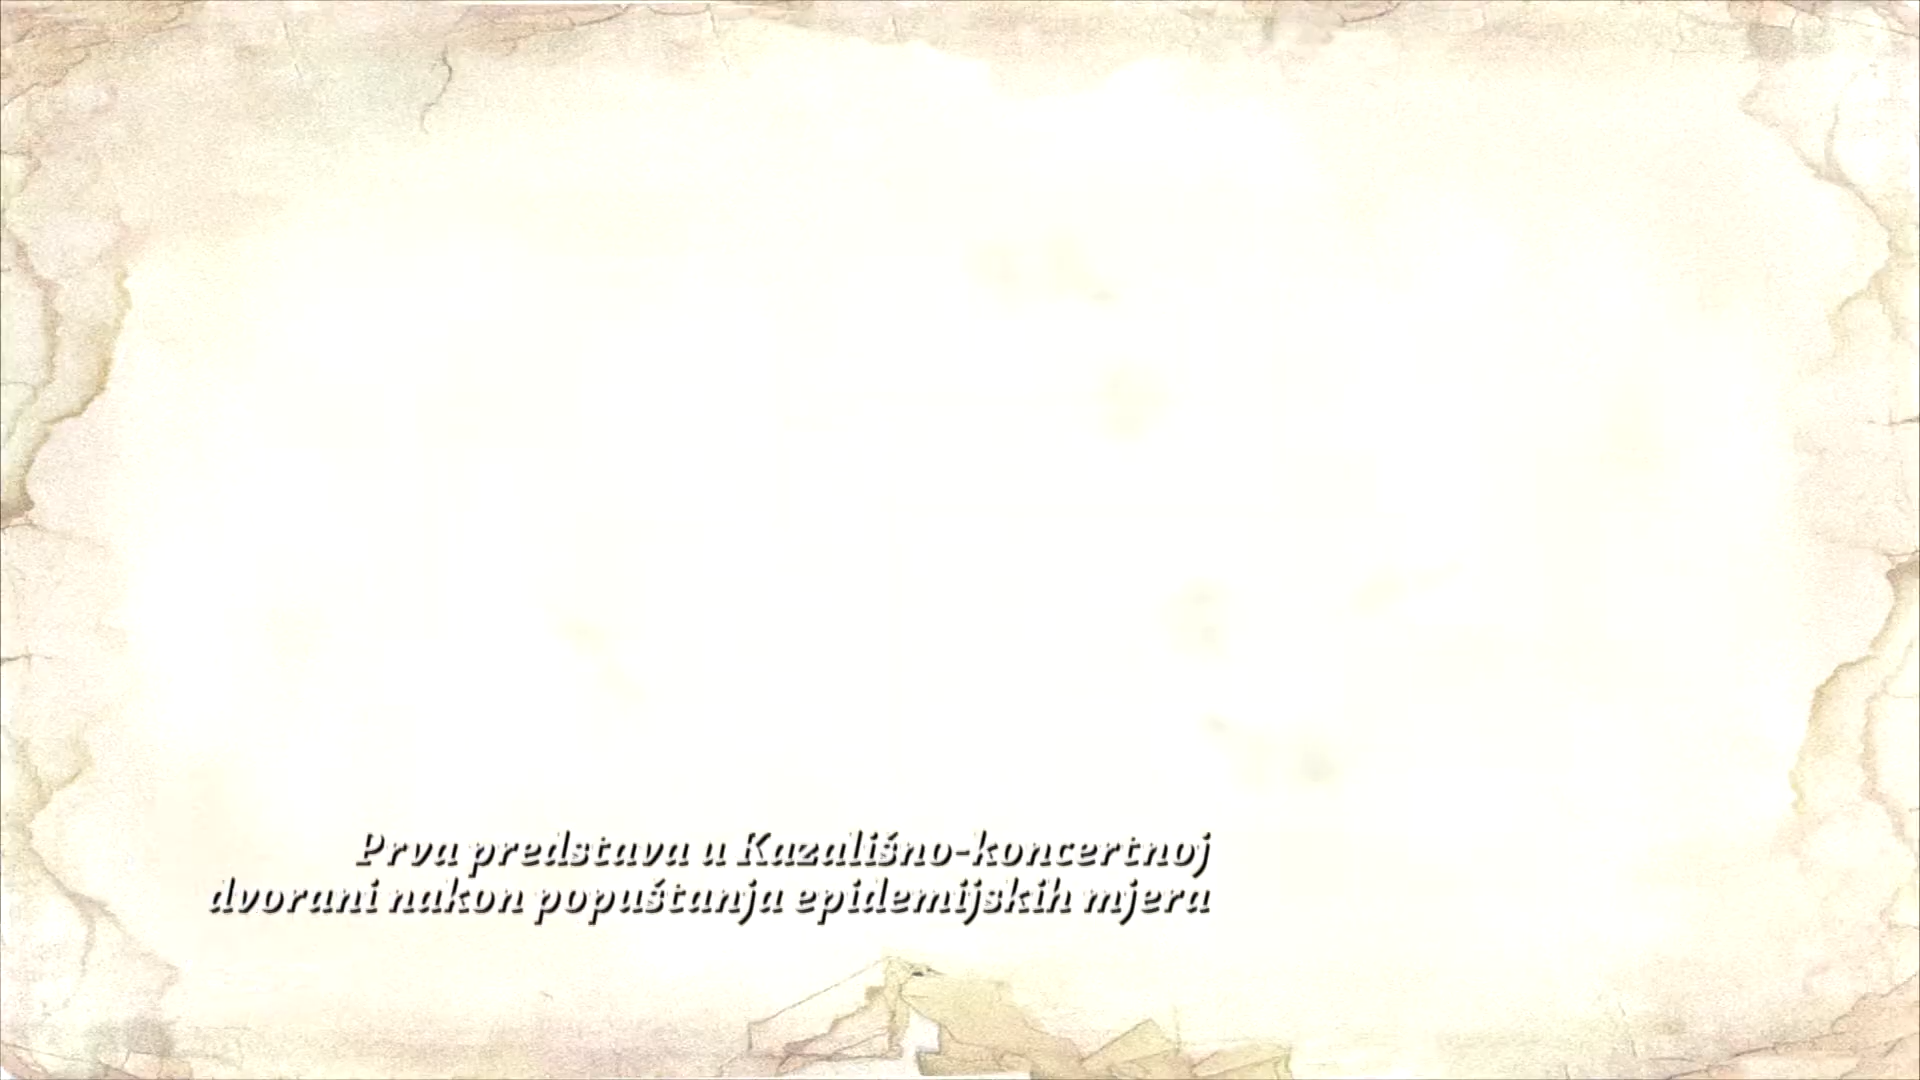 Prva predstava u Kazališno-koncertnoj
dvorani nakon popuštanja epidemijskih mjera